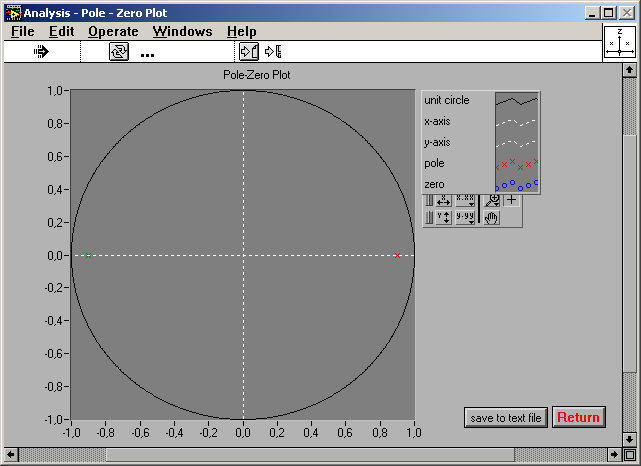 Analysis - Pole - Zero Plot
File Edit Operate Windows Help
...
z
Pole-Zero Plot
unit circle
x-axis
y-axis
pole
zero
X X.XX
Y Y.YY
1,0
0,8
0,6
0,4
0,2
0,0
-0,2
-0,4
-0,6
-0,8
-1,0
-1,0 -0,8 -0,6 -0,4 -0,2 0,0 0,2 0,4 0,6 0,8 1,0
save to text file
Return